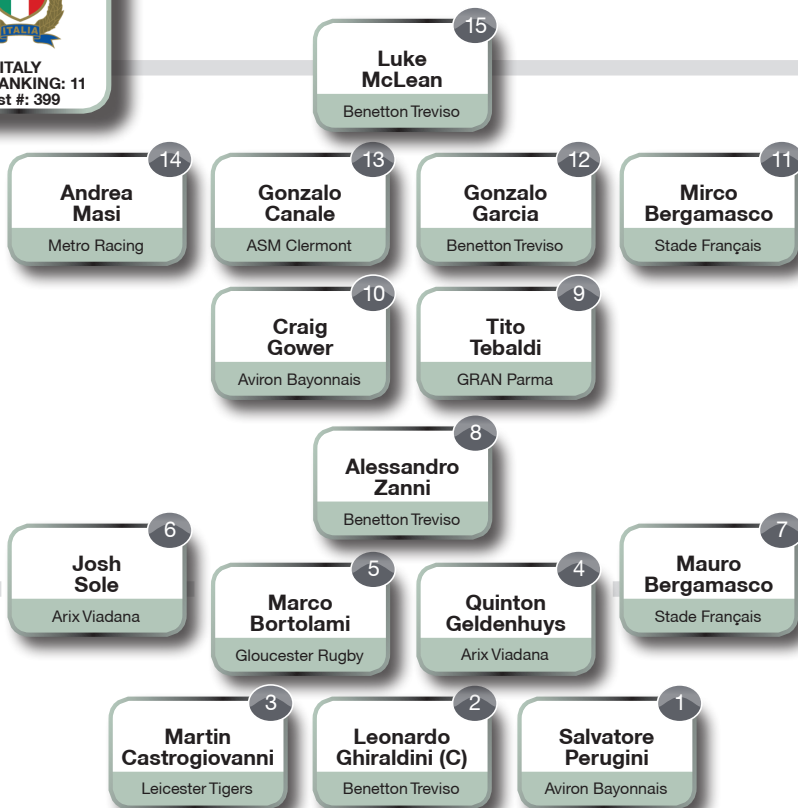 ITALIA
ITALY
ANKING: 11
st #: 399
15
Luke
McLean
Benetton Treviso
14
Andrea
Masi
Metro Racing
13
Gonzalo
Canale
ASM Clermont
12
Gonzalo
Garcia
Benetton Treviso
11
Mirco
Bergamasco
Stade Français
10
Craig
Gower
Aviron Bayonnais
9
Tito
Tebaldi
GRAN Parma
8
Alessandro
Zanni
Benetton Treviso
6
Josh
Sole
Arix Viadana
5
Marco
Bortolami
Gloucester Rugby
4
Quinton
Geldenhuys
Arix Viadana
7
Mauro
Bergamasco
Stade Français
3
Martin
Castrogiovanni
Leicester Tigers
2
Leonardo
Ghiraldini (C)
Benetton Treviso
1
Salvatore
Perugini
Aviron Bayonnais